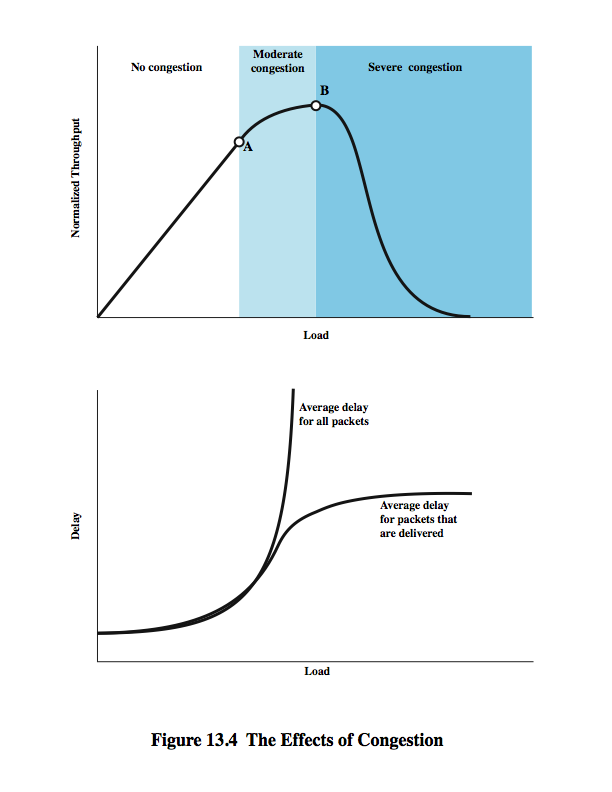 No congestion
Moderate
congestion
Severe congestion
B
A
Normalized Throughput
Load
Average delay
for all packets
Average delay
for packets that
are delivered
Delay
Load
Figure 13.4 The Effects of Congestion